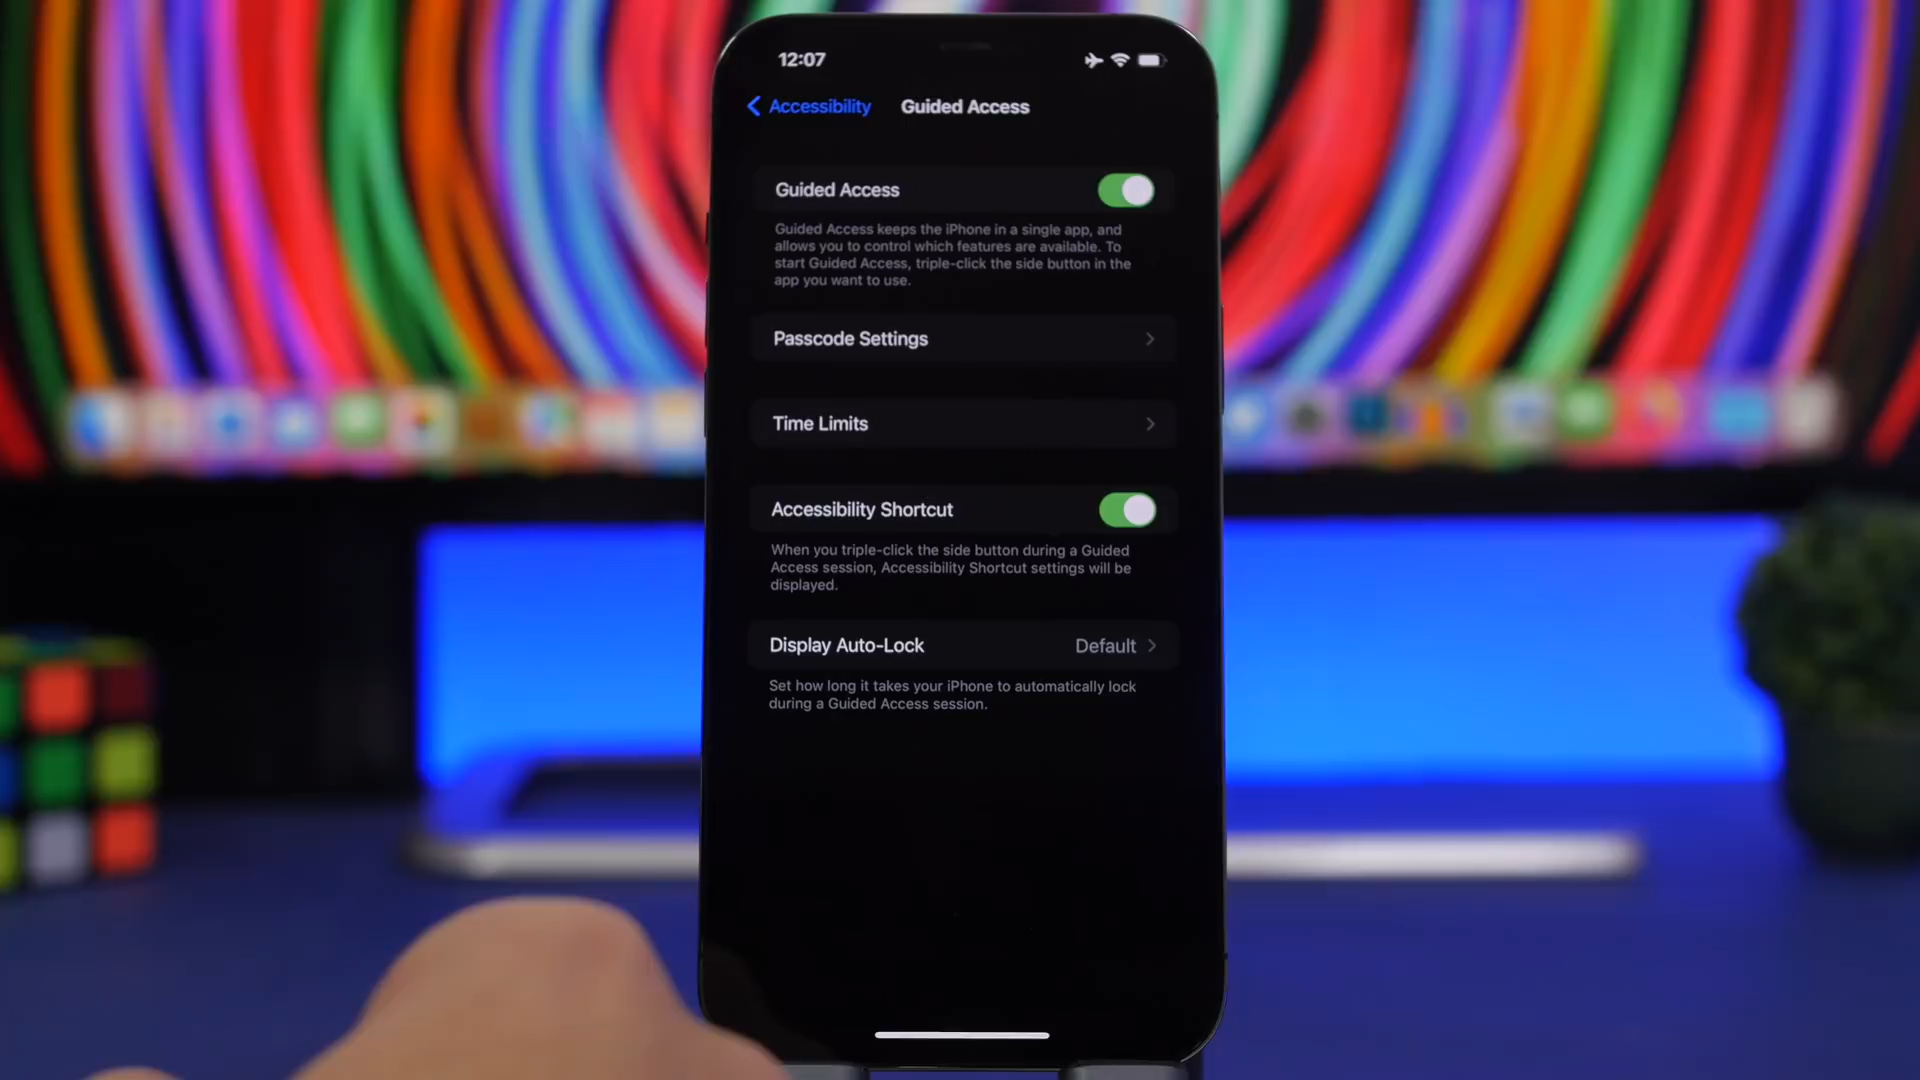 12:07
Accessibility
Guided Access
Guided Access
Guided Access keeps the iPhone in a single app, and
allows you to control which features are available. To
start Guided Access, triple-click the side button in the
app you want to use.
Passcode Settings
Time Limits
Accessibility Shortcut
When you triple-click the side button during a Guided
Access session, Accessibility Shortcut settings will be
displayed.
Display Auto-Lock Default
Set how long it takes your iPhone to automatically lock
during a Guided Access session.